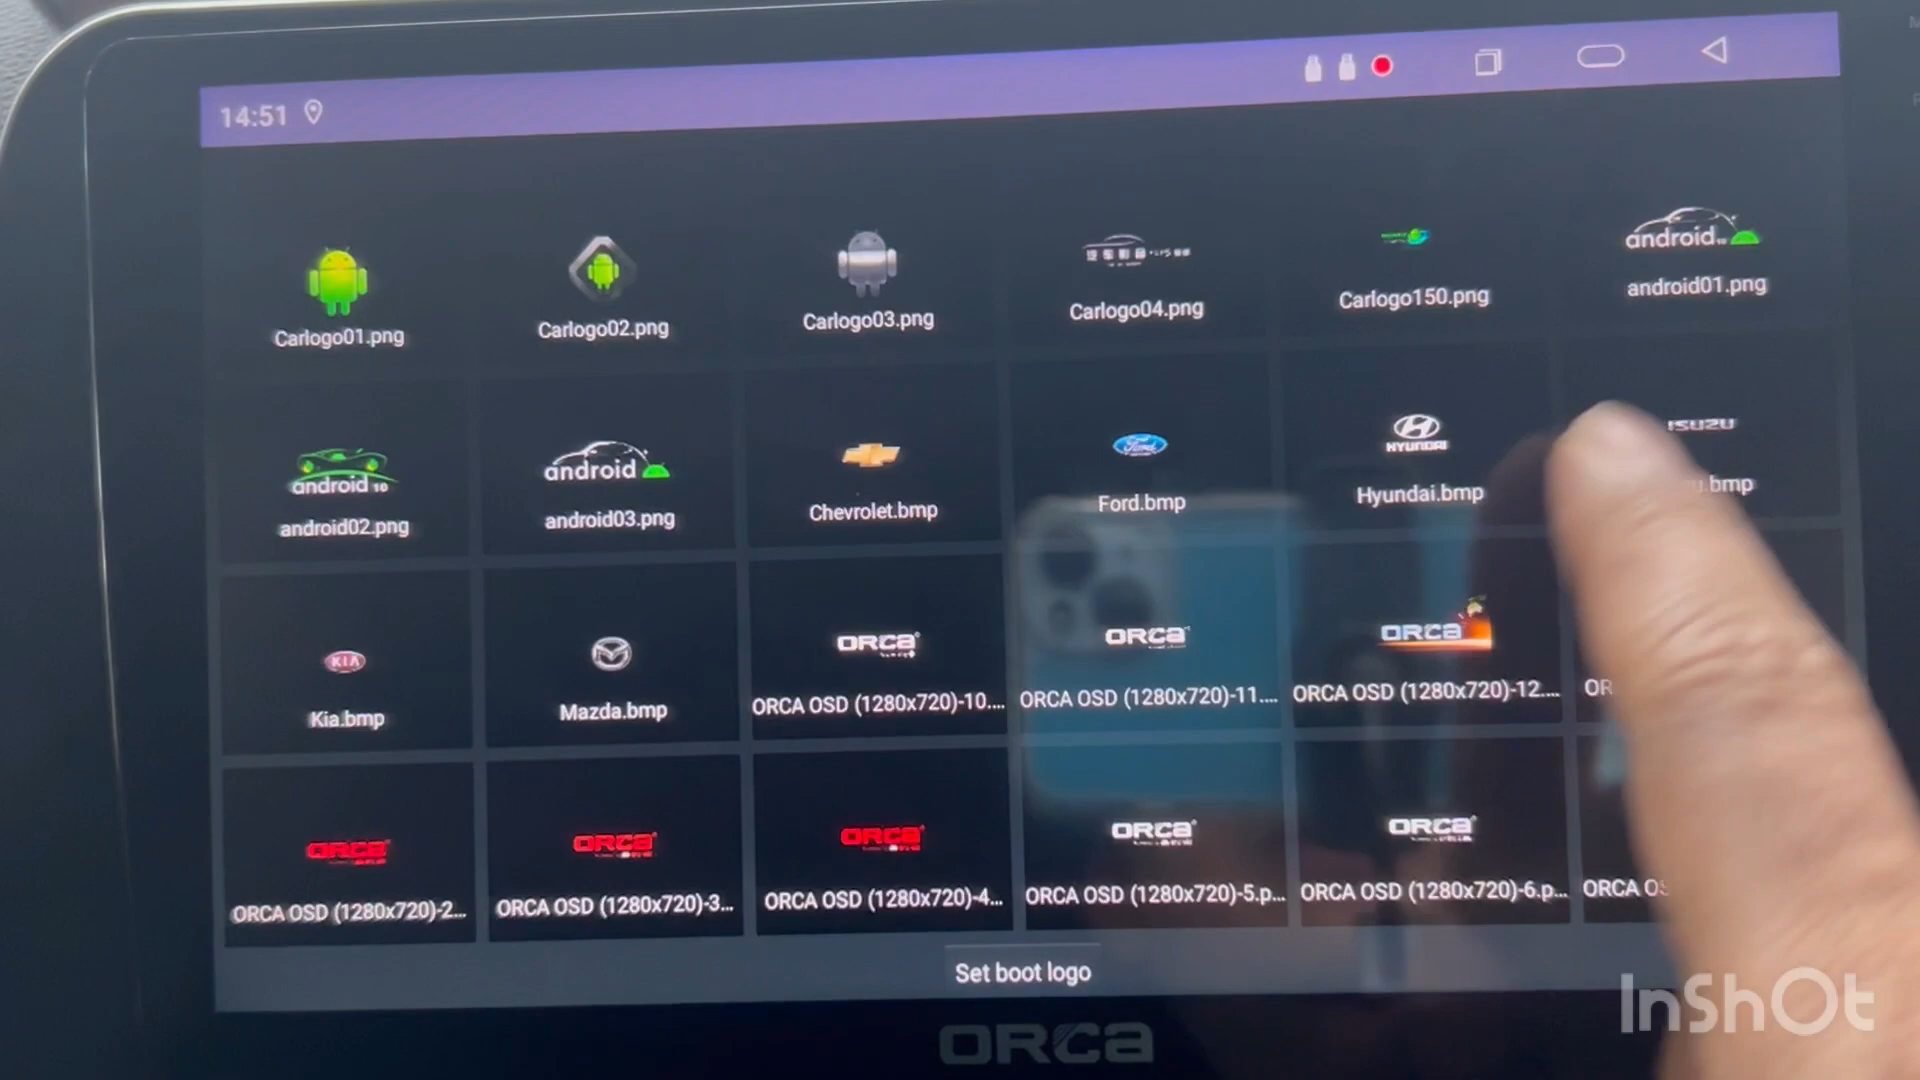 14:51
Carlogo01.png
Carlogo02.png
Carlogo03.png
Carlogo04.png
Carlogo150.png
android
android01.png
android 10
android02.png
android
android03.png
Chevrolet.bmp
Ford
Ford.bmp
HYUNDAI
Hyundai.bmp
ISUZU
u.bmp
KIA
Kia.bmp
Mazda.bmp
ORCA
ORCA OSD (1280x720)-10....
ORCA
ORCA OSD (1280x720)-11....
ORCA
ORCA OSD (1280x720)-12....
OR
ORCA
ORCA OSD (1280x720)-2...
ORCA
ORCA OSD (1280x720)-3...
ORCA
ORCA OSD (1280x720)-4...
ORCA
ORCA OSD (1280x720)-5.p...
ORCA
ORCA OSD (1280x720)-6.p...
ORCA OS
Set boot logo
ORCA
InShOt